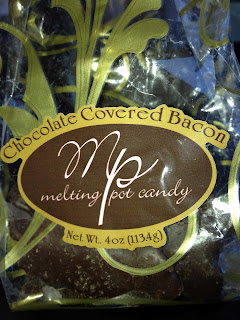 Chocolate Covered Bacon
mp
melting pot candy
Net Wt. 4oz (113.4g)